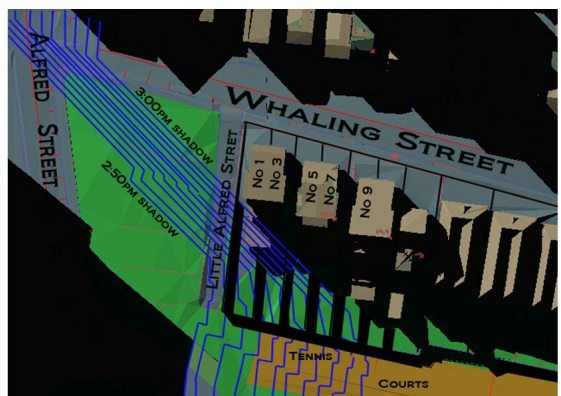 ALFRED STREET
3:00PM SHADOW
2:50PM SHADOW
WHALING STREET
LITTLE ALFRED STRET
No 1
No 3
No 5
No 7
No 9
TENNIS
COURTS